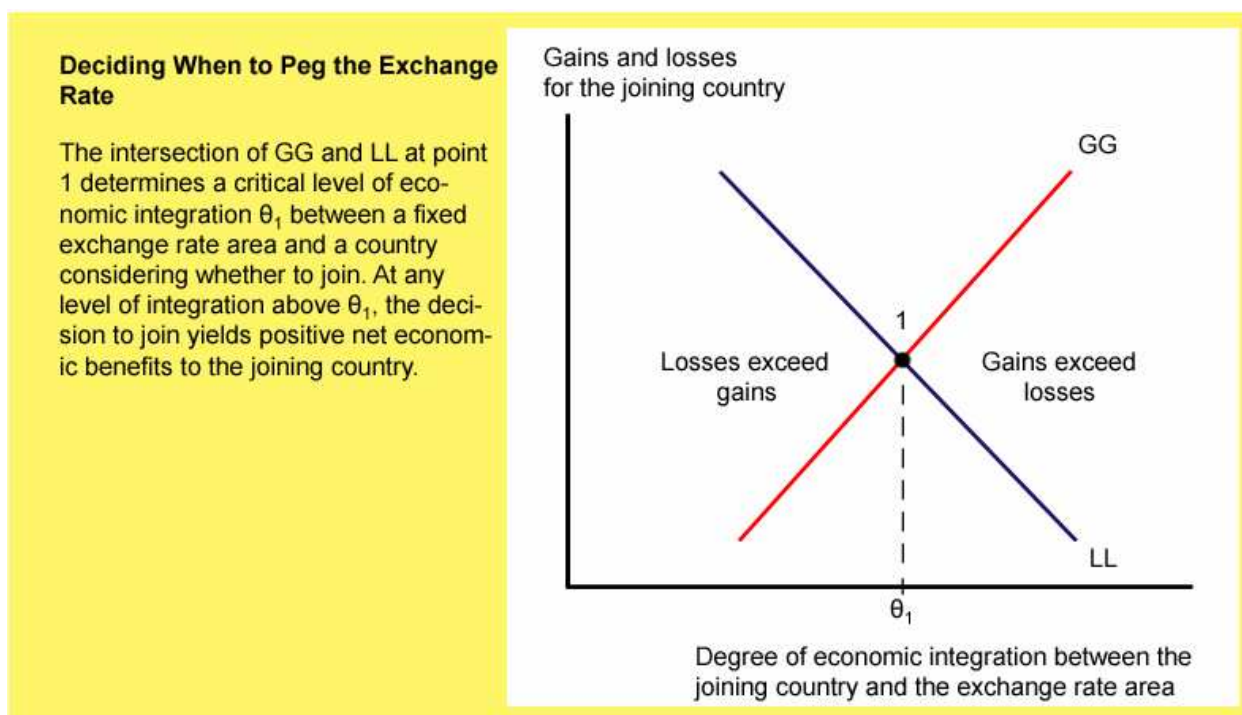 Deciding When to Peg the Exchange
Rate
The intersection of GG and LL at point
1 determines a critical level of eco-
nomic integration θ₁ between a fixed
exchange rate area and a country
considering whether to join. At any
level of integration above θ₁, the deci-
sion to join yields positive net econom-
ic benefits to the joining country.
Gains and losses
for the joining country
GG
1
Losses exceed
gains
Gains exceed
losses
LL
θ₁
Degree of economic integration between the
joining country and the exchange rate area